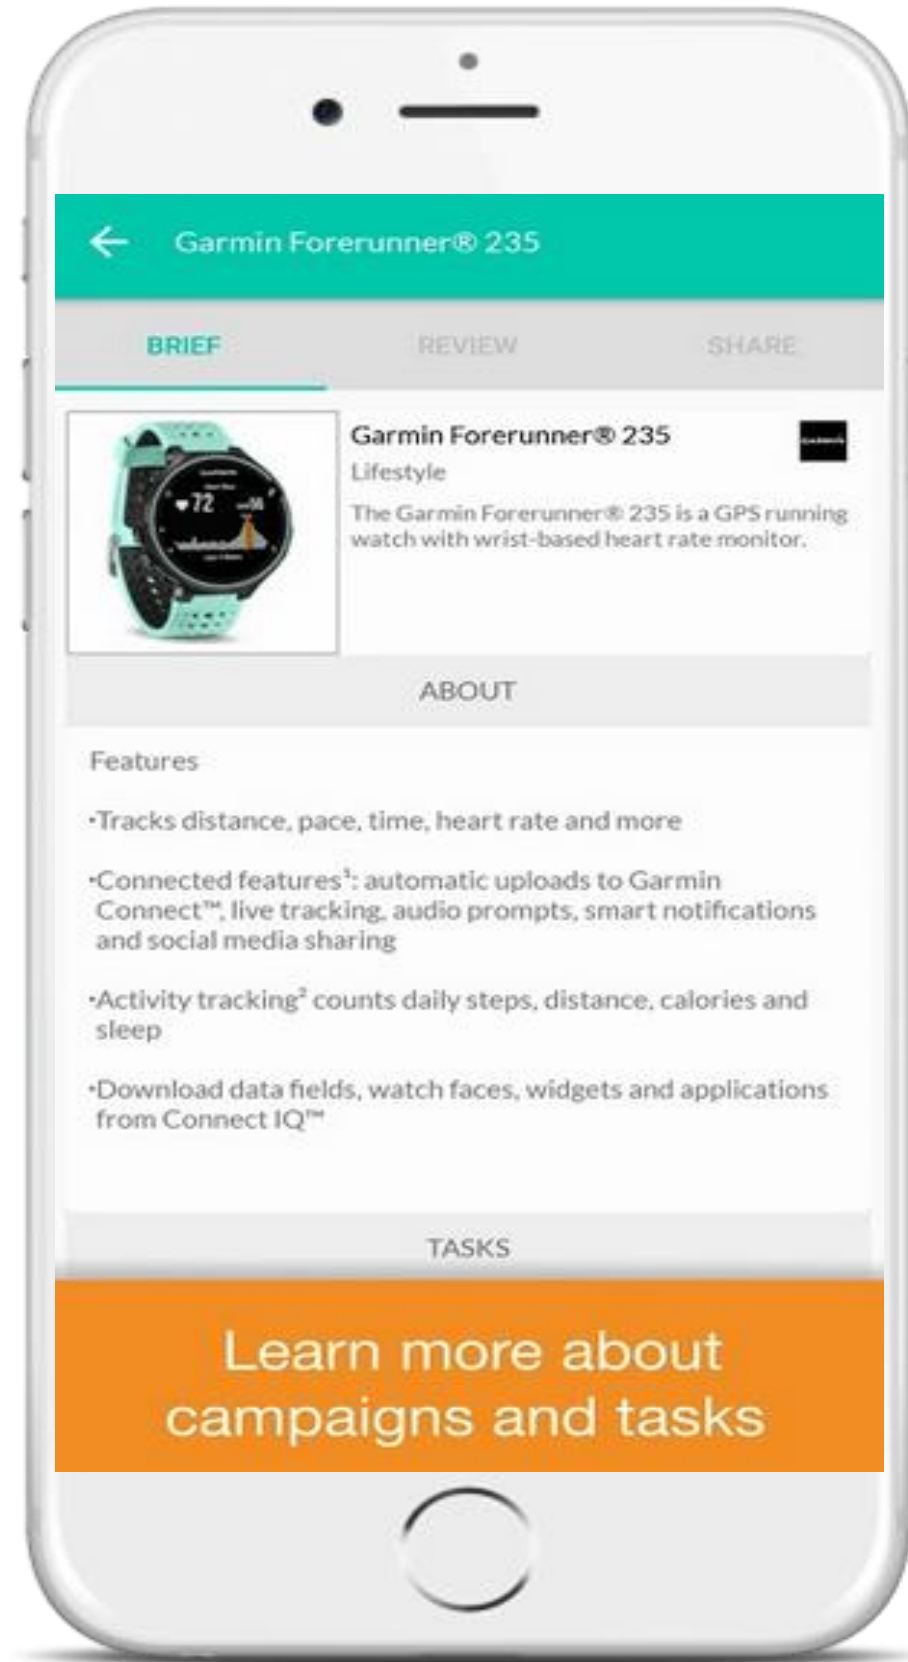 Garmin Forerunner® 235
BRIEF REVIEW SHARE
Garmin Forerunner® 235
GARMIN
Lifestyle
The Garmin Forerunner® 235 is a GPS running
watch with wrist-based heart rate monitor.
72
ABOUT
Features
•Tracks distance, pace, time, heart rate and more
•Connected features¹: automatic uploads to Garmin
Connect™, live tracking, audio prompts, smart notifications
and social media sharing
•Activity tracking² counts daily steps, distance, calories and
sleep
•Download data fields, watch faces, widgets and applications
from Connect IQ™
TASKS
Learn more about
campaigns and tasks